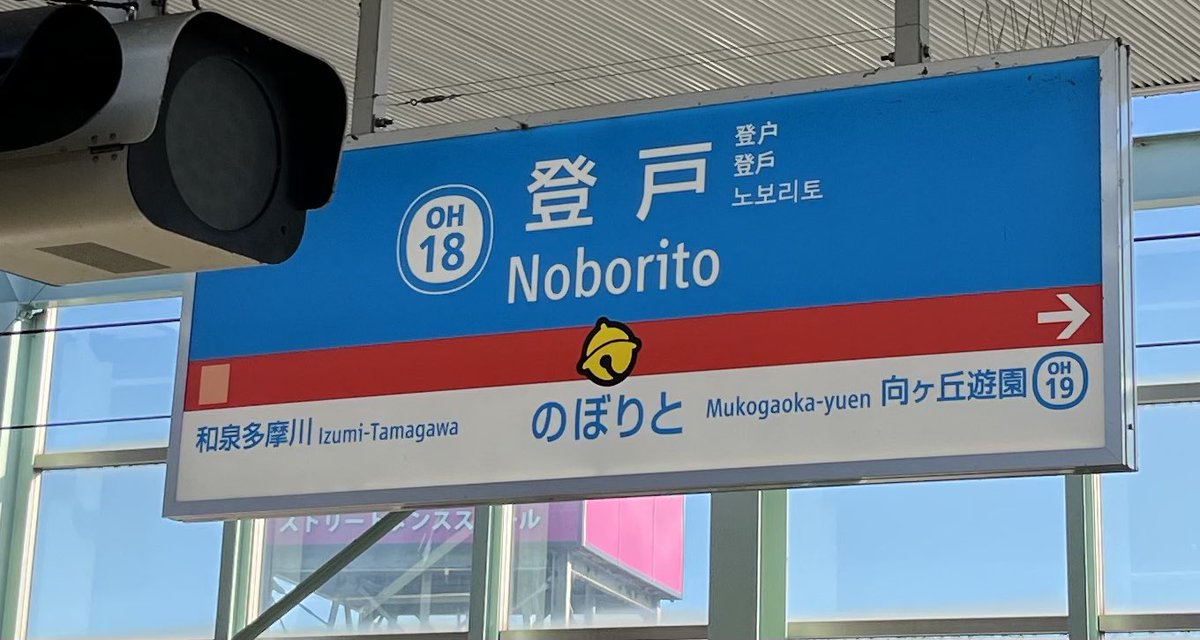 登戸
登户
登戶
노보리토
OH
18
Noborito
のぼりと
和泉多摩川 Izumi-Tamagawa
Mukogaoka-yuen 向ヶ丘遊園 OH 19